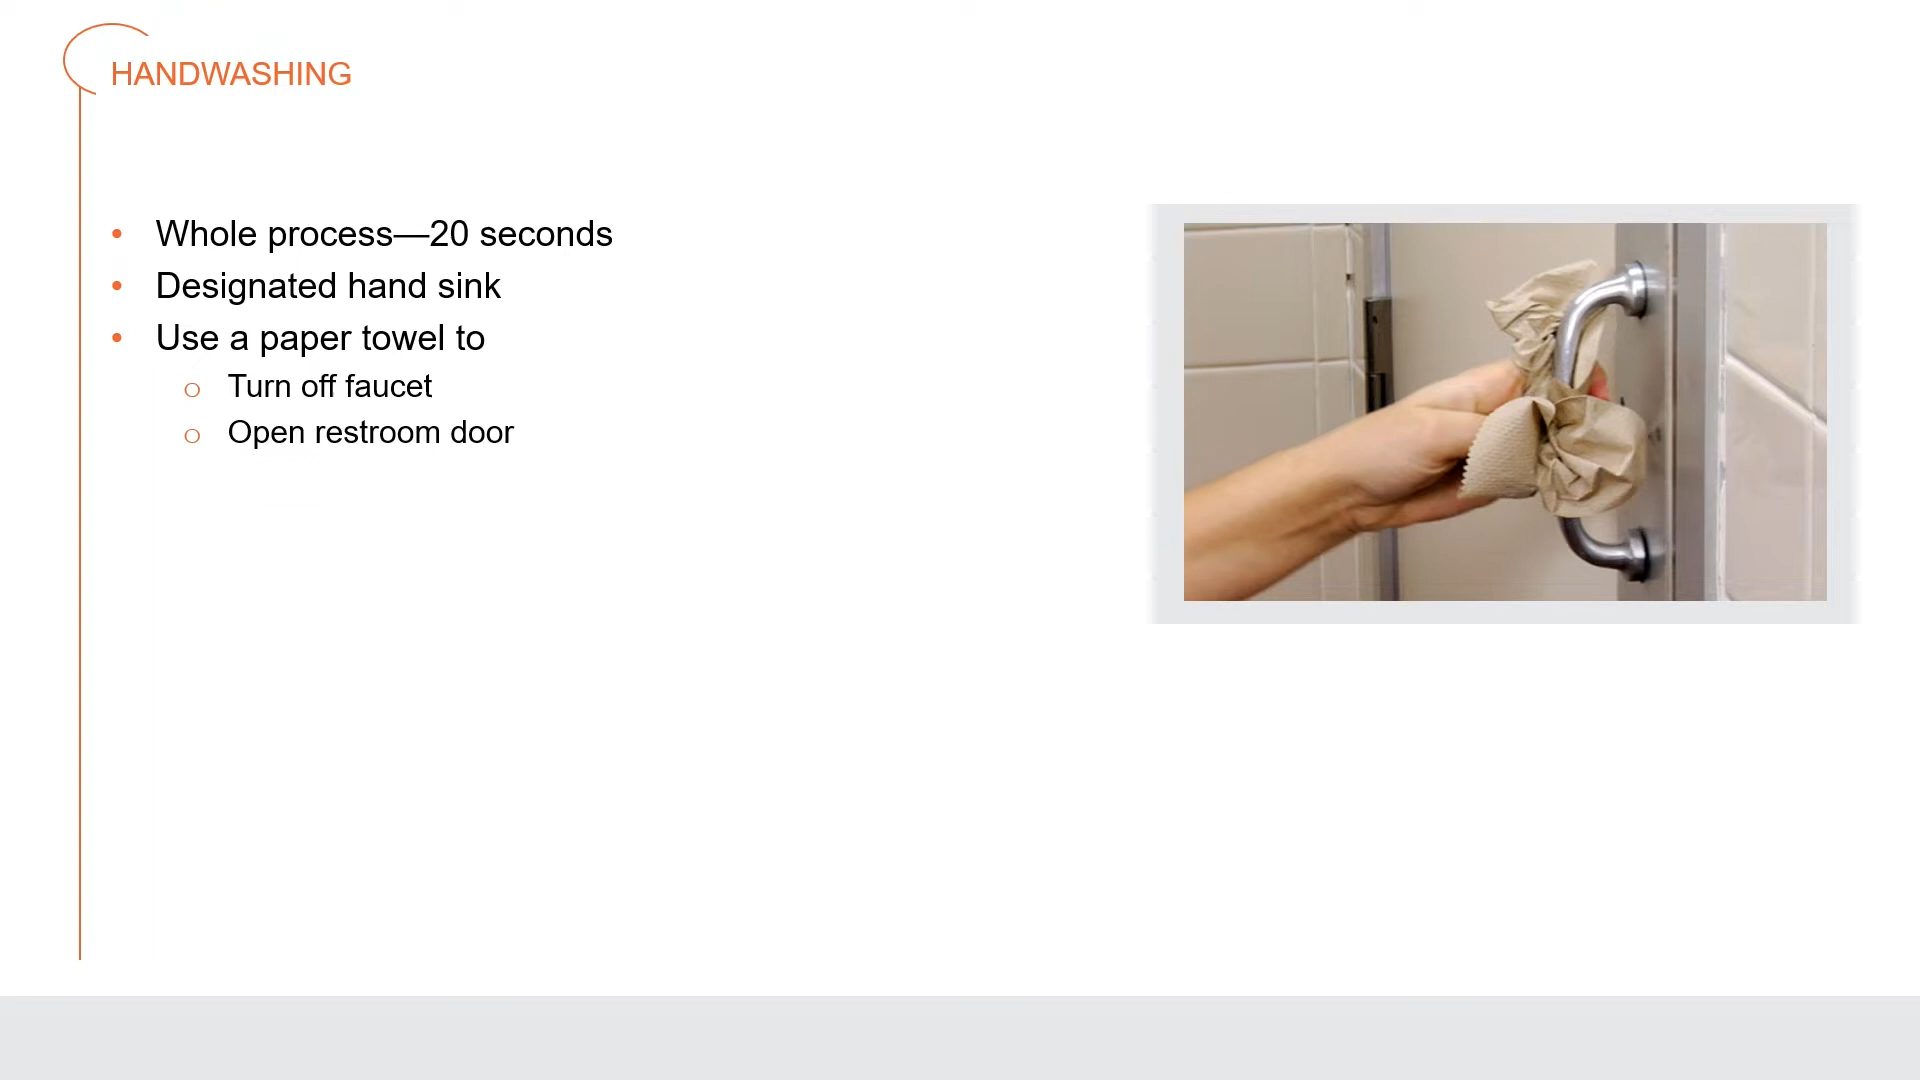 HANDWASHING
• Whole process—20 seconds
• Designated hand sink
• Use a paper towel to
o Turn off faucet
o Open restroom door